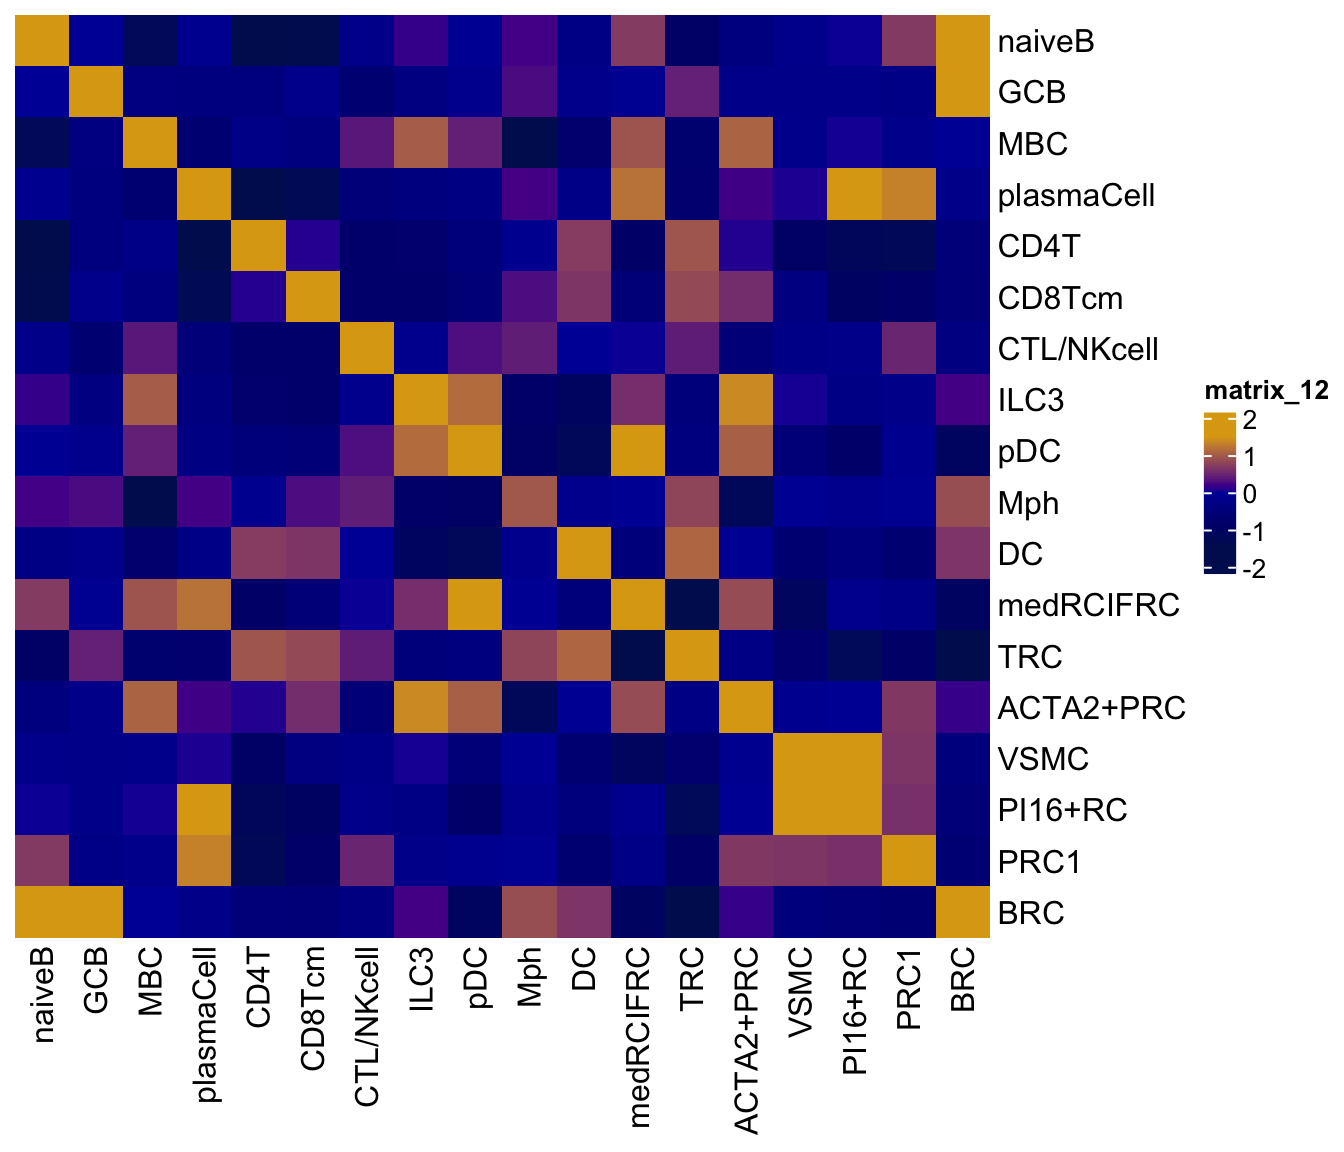 naiveB
GCB
MBC
plasmaCell
CD4T
CD8Tcm
CTL/NKcell
ILC3
pDC
Mph
DC
medRCIFRC
TRC
ACTA2+PRC
VSMC
PI16+RC
PRC1
BRC
matrix_12
2
1
0
-1
-2
naiveB
GCB
MBC
plasmaCell
CD4T
CD8Tcm
CTL/NKcell
ILC3
pDC
Mph
DC
medRCIFRC
TRC
ACTA2+PRC
VSMC
PI16+RC
PRC1
BRC